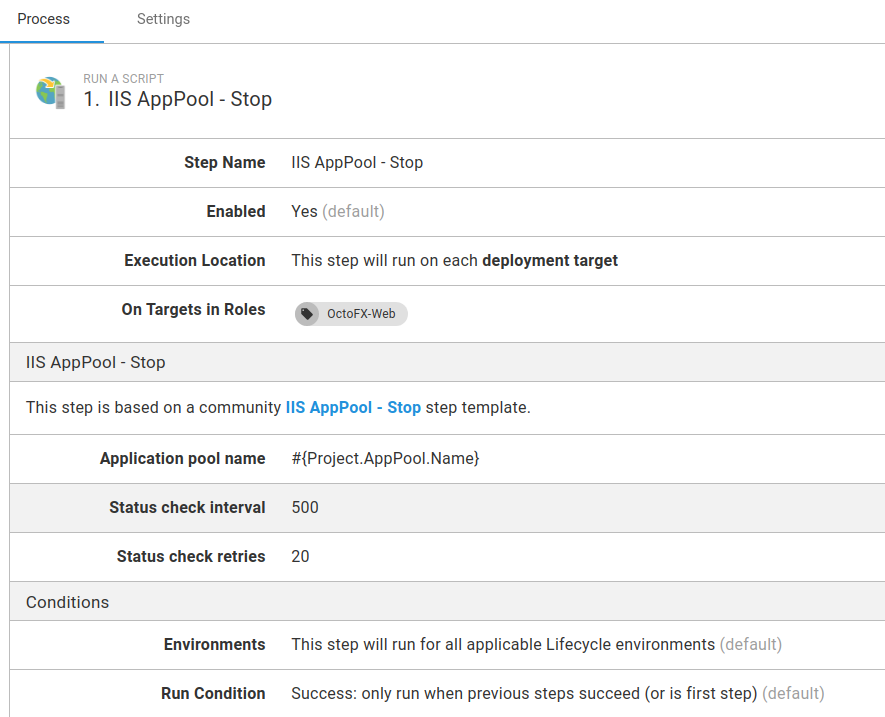 Process Settings
RUN A SCRIPT
1. IIS AppPool - Stop
Step Name IIS AppPool - Stop
Enabled Yes (default)
Execution Location This step will run on each deployment target
On Targets in Roles OctoFX-Web
IIS AppPool - Stop
This step is based on a community IIS AppPool - Stop step template.
Application pool name #{Project.AppPool.Name}
Status check interval 500
Status check retries 20
Conditions
Environments This step will run for all applicable Lifecycle environments (default)
Run Condition Success: only run when previous steps succeed (or is first step) (default)